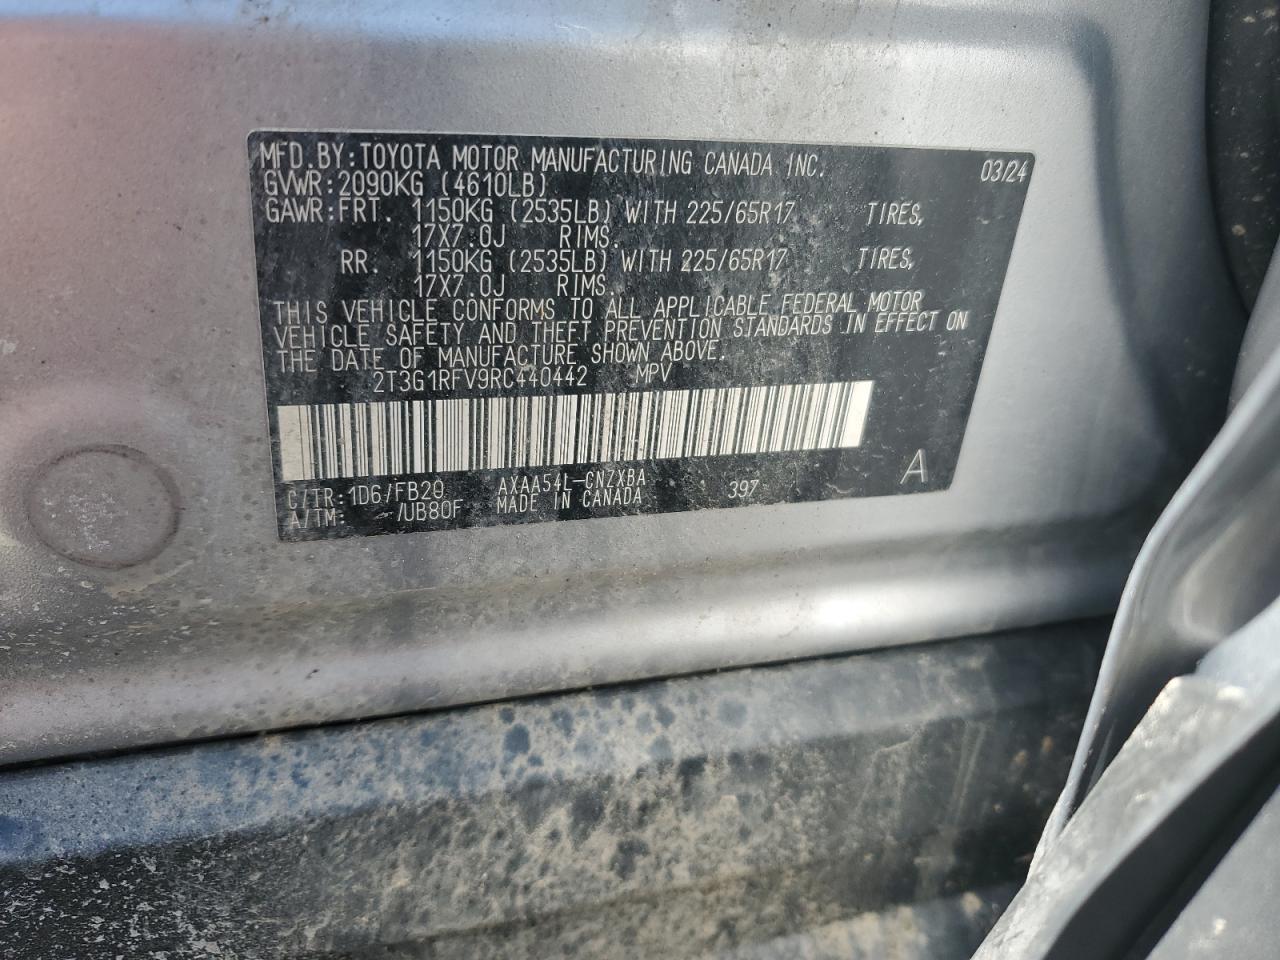 MFD.BY:TOYOTA MOTOR MANUFACTURING CANADA INC. 03/24
GVWR:2090KG (4610LB)
GAWR:FRT. 1150KG (2535LB) WITH 225/65R17 TIRES,
17X7.0J RIMS.
RR. 1150KG (2535LB) WITH 225/65R17 TIRES,
17X7.0J RIMS.
THIS VEHICLE CONFORMS TO ALL APPLICABLE FEDERAL MOTOR
VEHICLE SAFETY AND THEFT PREVENTION STANDARDS IN EFFECT ON
THE DATE OF MANUFACTURE SHOWN ABOVE.
2T3G1RFV9RC440442 MPV
C/TR:1D6/FB20 AXAA54L-CNZXBA 397 A
A/TM: -/UB80F MADE IN CANADA